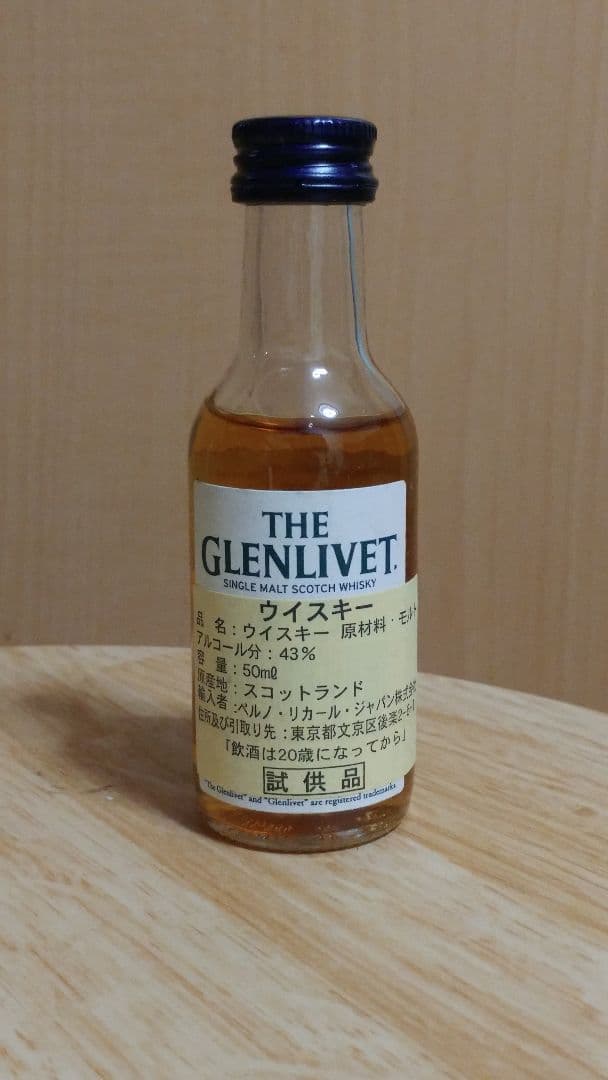 THE
GLENLIVET.
SINGLE MALT SCOTCH WHISKY
ウイスキー
品 名：ウイスキー 原材料・モルト
アルコール分：43％
容 量：50mℓ
原産地：スコットランド
輸入者：ペルノ・リカール・ジャパン株式会社
住所及び引取り先：東京都文京区後楽2-6-1
「飲酒は20歳になってから」
試供品
"The Glenlivet" and "Glenlivet" are registered trademarks